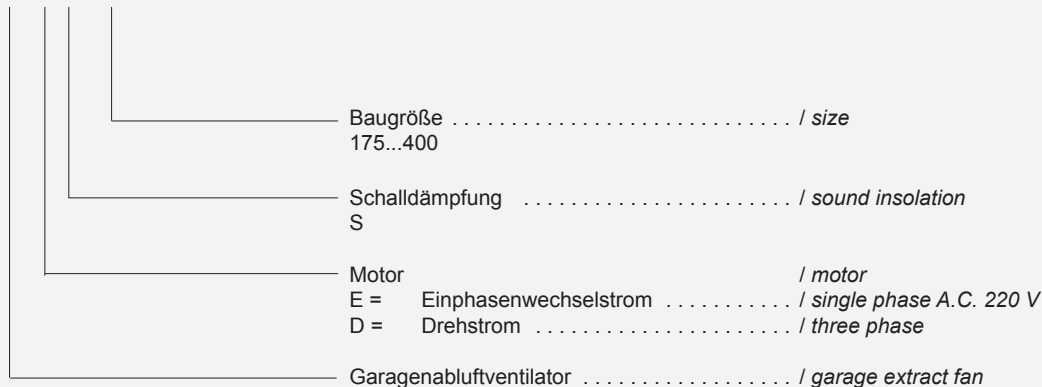 Baugröße . . . . . . . . . . . . . . . . . . . . . . . . . . . . . / size
175...400
Schalldämpfung . . . . . . . . . . . . . . . . . . . . . . . / sound insolation
S
Motor / motor
E = Einphasenwechselstrom . . . . . . . . . . . / single phase A.C. 220 V
D = Drehstrom . . . . . . . . . . . . . . . . . . . . . . / three phase
Garagenabluftventilator . . . . . . . . . . . . . . . . . . / garage extract fan